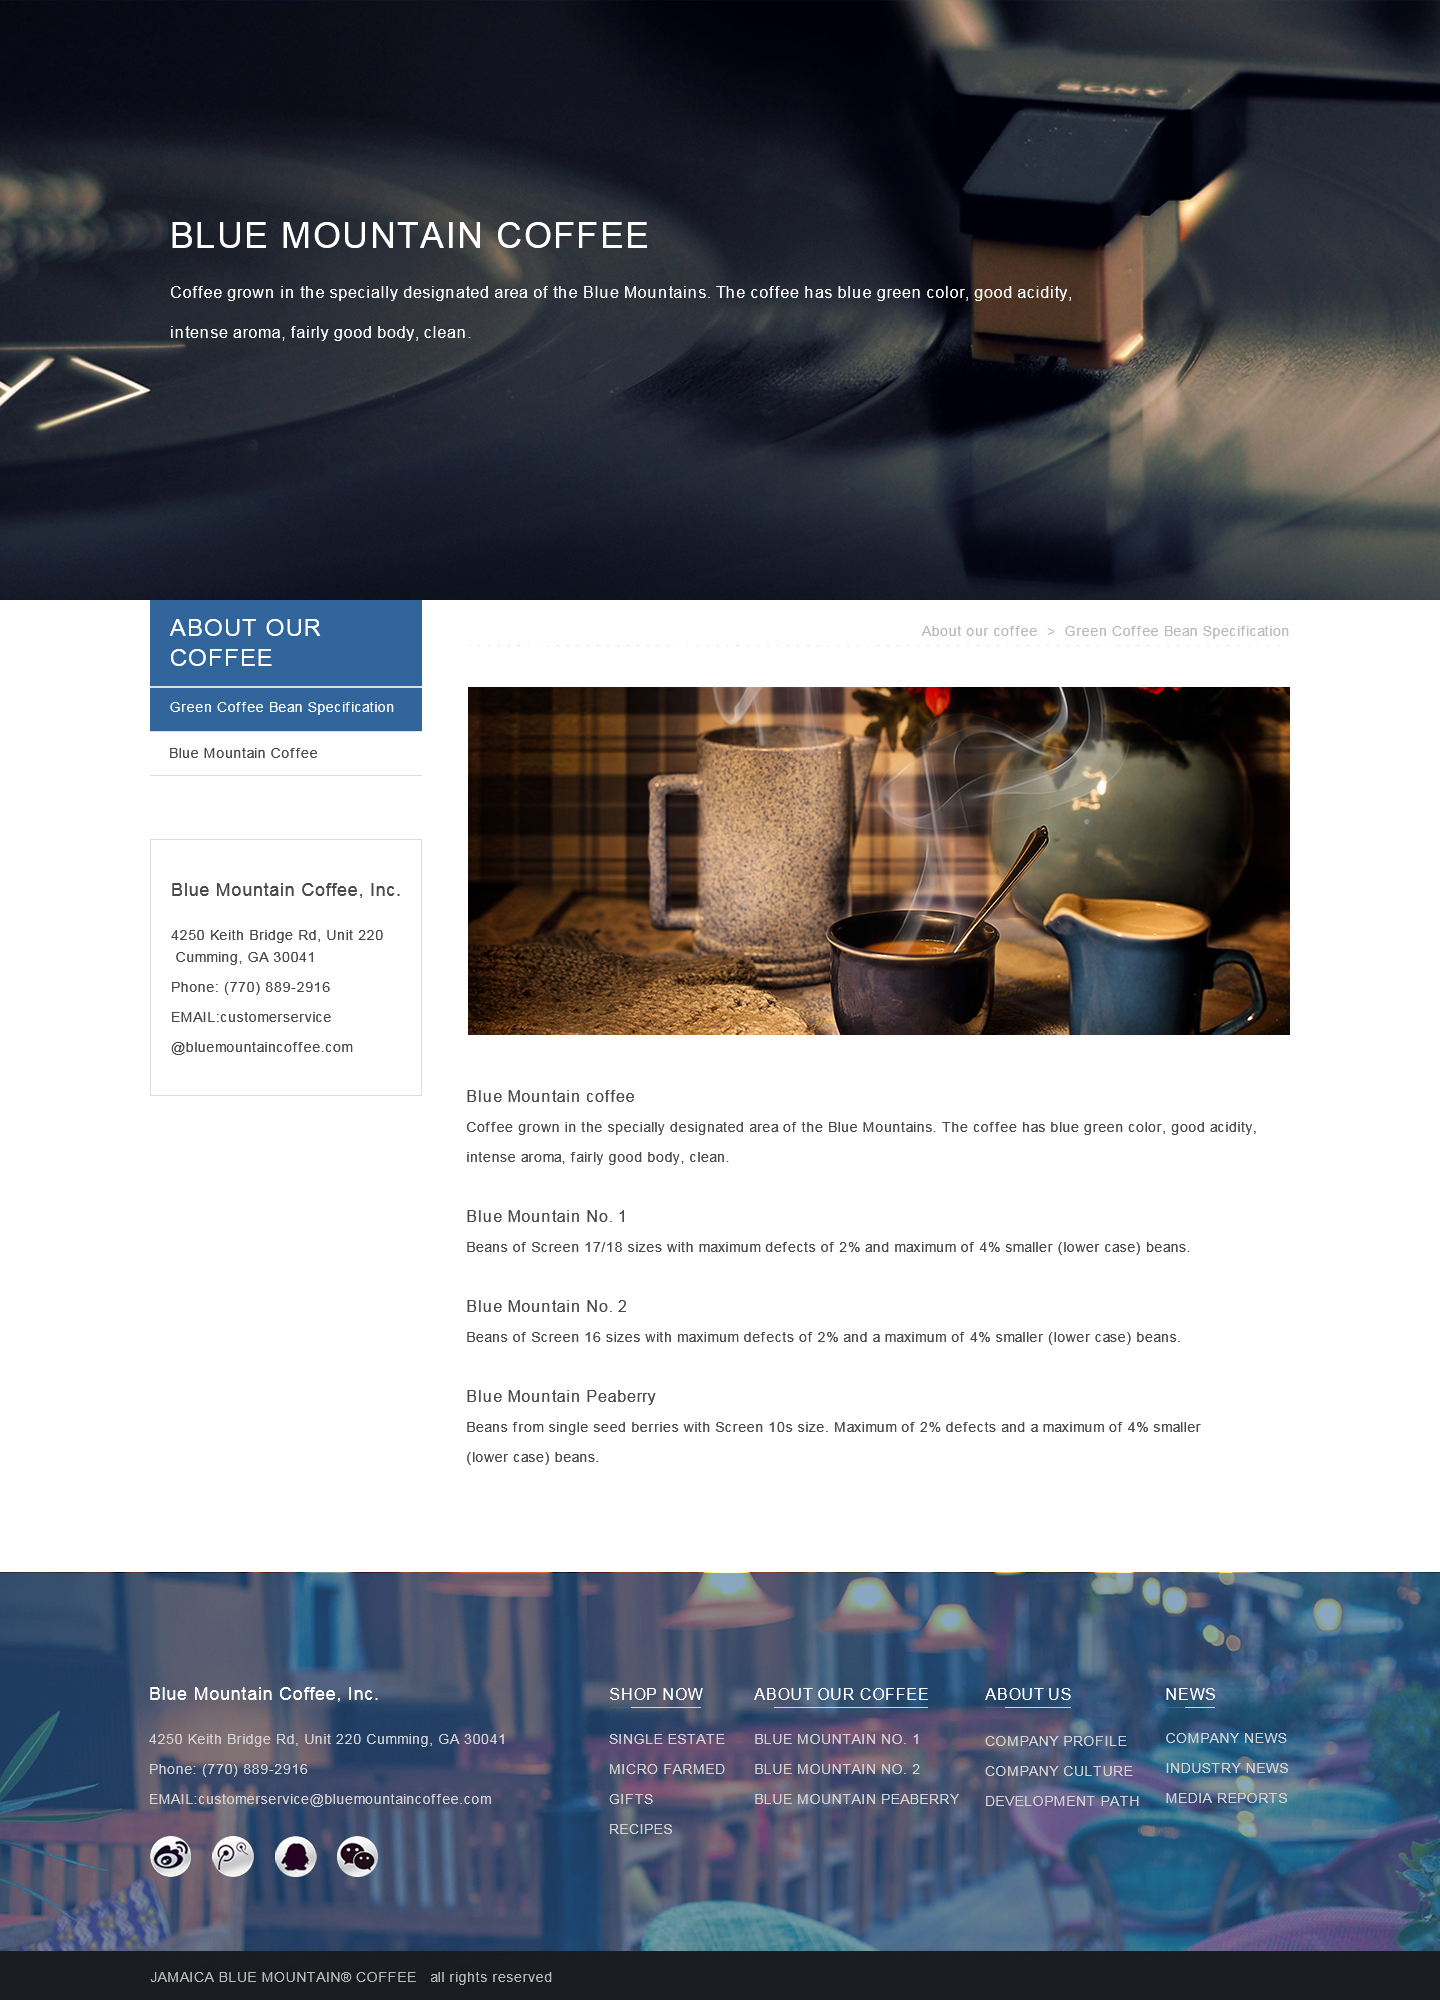 SONY
BLUE MOUNTAIN COFFEE
Coffee grown in the specially designated area of the Blue Mountains. The coffee has blue green color, good acidity,
intense aroma, fairly good body, clean.
ABOUT OUR
COFFEE
Green Coffee Bean Specification
Blue Mountain Coffee
Blue Mountain Coffee, Inc.
4250 Keith Bridge Rd, Unit 220
Cumming, GA 30041
Phone: (770) 889-2916
EMAIL:customerservice
@bluemountaincoffee.com
About our coffee > Green Coffee Bean Specification
Blue Mountain coffee
Coffee grown in the specially designated area of the Blue Mountains. The coffee has blue green color, good acidity,
intense aroma, fairly good body, clean.
Blue Mountain No. 1
Beans of Screen 17/18 sizes with maximum defects of 2% and maximum of 4% smaller (lower case) beans.
Blue Mountain No. 2
Beans of Screen 16 sizes with maximum defects of 2% and a maximum of 4% smaller (lower case) beans.
Blue Mountain Peaberry
Beans from single seed berries with Screen 10s size. Maximum of 2% defects and a maximum of 4% smaller
(lower case) beans.
Blue Mountain Coffee, Inc.
4250 Keith Bridge Rd, Unit 220 Cumming, GA 30041
Phone: (770) 889-2916
EMAIL:customerservice@bluemountaincoffee.com
SHOP NOW
SINGLE ESTATE
MICRO FARMED
GIFTS
RECIPES
ABOUT OUR COFFEE
BLUE MOUNTAIN NO. 1
BLUE MOUNTAIN NO. 2
BLUE MOUNTAIN PEABERRY
ABOUT US
COMPANY PROFILE
COMPANY CULTURE
DEVELOPMENT PATH
NEWS
COMPANY NEWS
INDUSTRY NEWS
MEDIA REPORTS
JAMAICA BLUE MOUNTAIN® COFFEE all rights reserved